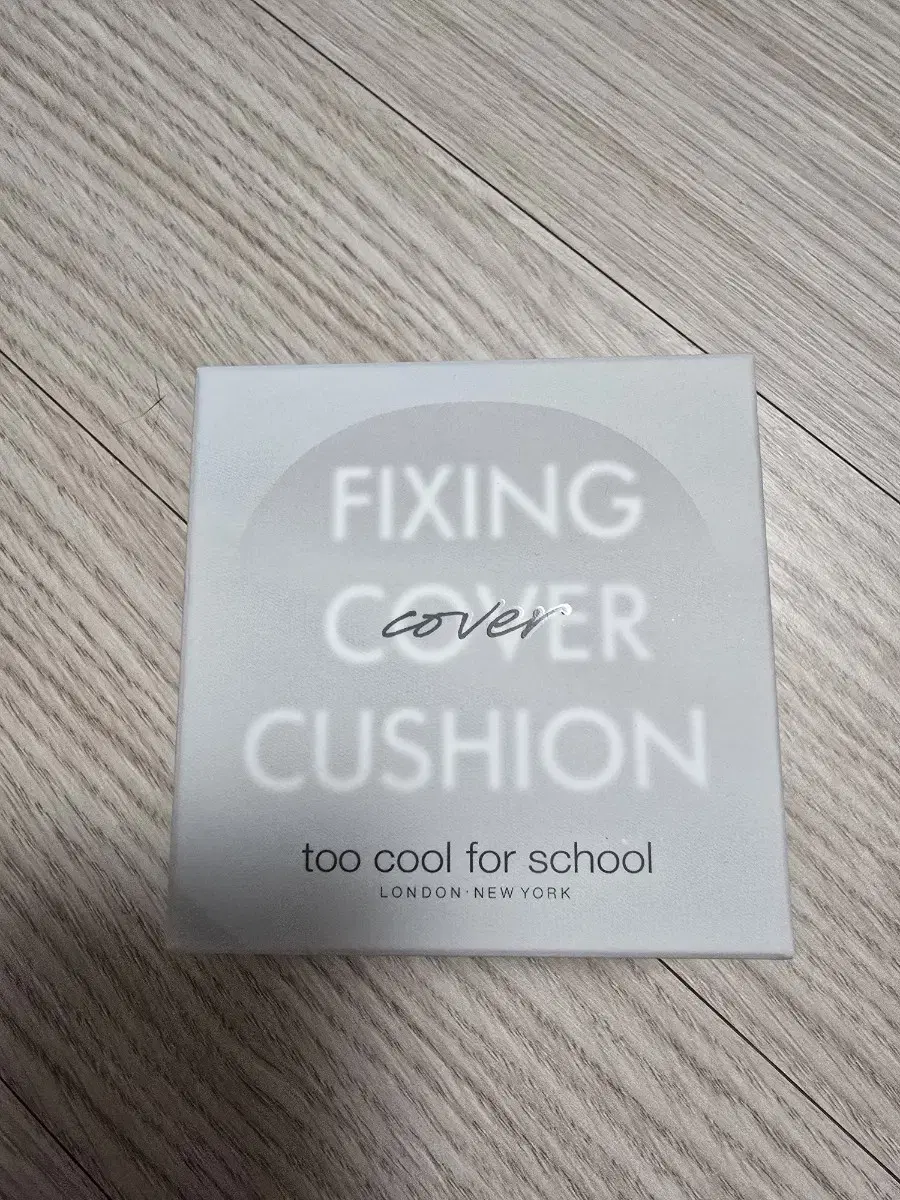 FIXING
COVER
cover
CUSHION
too cool for school
LONDON·NEW YORK